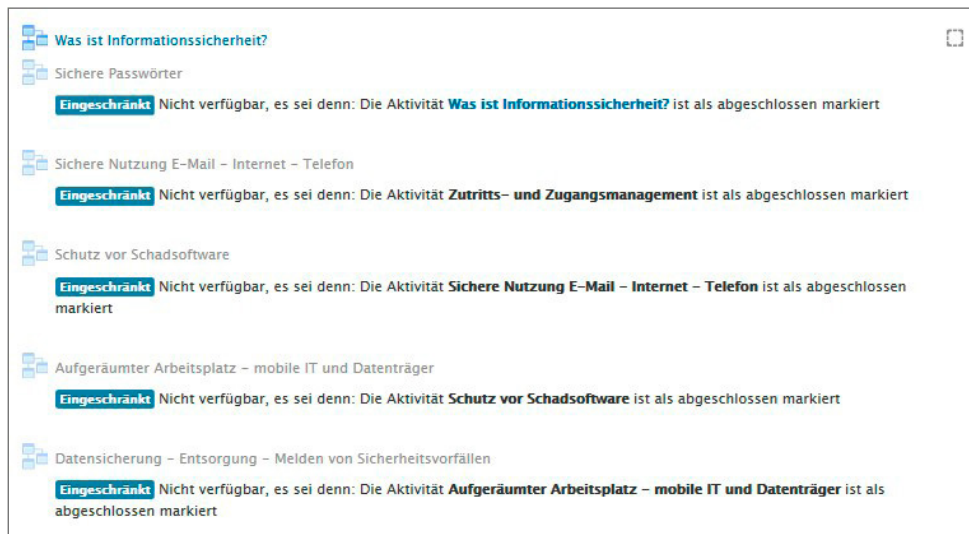 Was ist Informationssicherheit?
Sichere Passwörter
Eingeschränkt Nicht verfügbar, es sei denn: Die Aktivität Was ist Informationssicherheit? ist als abgeschlossen markiert
Sichere Nutzung E-Mail – Internet – Telefon
Eingeschränkt Nicht verfügbar, es sei denn: Die Aktivität Zutritts- und Zugangsmanagement ist als abgeschlossen markiert
Schutz vor Schadsoftware
Eingeschränkt Nicht verfügbar, es sei denn: Die Aktivität Sichere Nutzung E-Mail – Internet – Telefon ist als abgeschlossen
markiert
Aufgeräumter Arbeitsplatz – mobile IT und Datenträger
Eingeschränkt Nicht verfügbar, es sei denn: Die Aktivität Schutz vor Schadsoftware ist als abgeschlossen markiert
Datensicherung – Entsorgung – Melden von Sicherheitsvorfällen
Eingeschränkt Nicht verfügbar, es sei denn: Die Aktivität Aufgeräumter Arbeitsplatz – mobile IT und Datenträger ist als
abgeschlossen markiert